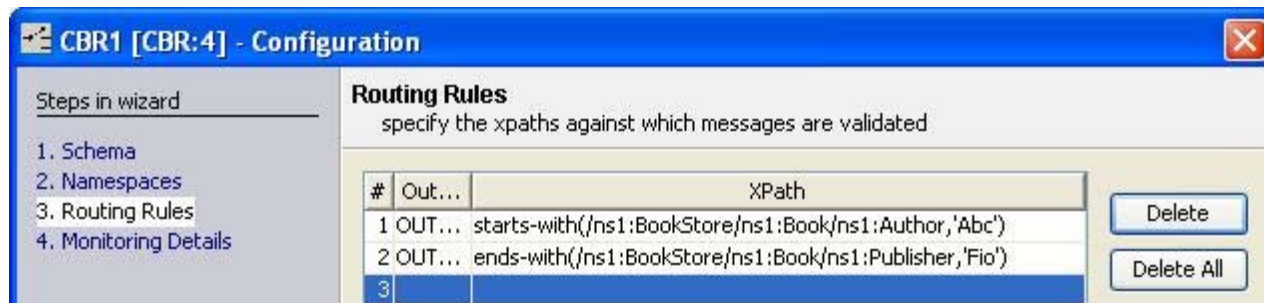 CBR1 [CBR:4] - Configuration
Steps in wizard
1. Schema
2. Namespaces
3. Routing Rules
4. Monitoring Details
Routing Rules
specify the xpaths against which messages are validated
# Out... XPath
1 OUT... starts-with(/ns1:BookStore/ns1:Book/ns1:Author,'Abc')
2 OUT... ends-with(/ns1:BookStore/ns1:Book/ns1:Publisher,'Fio')
3
Delete
Delete All